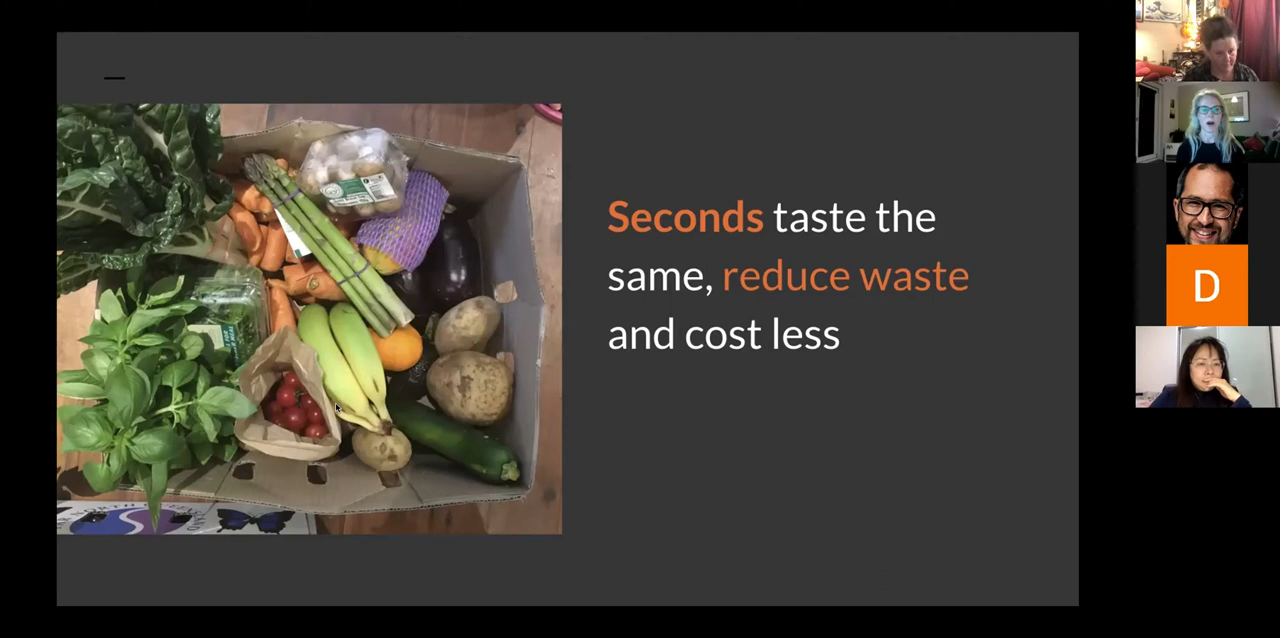 Seconds taste the
same, reduce waste
and cost less
D